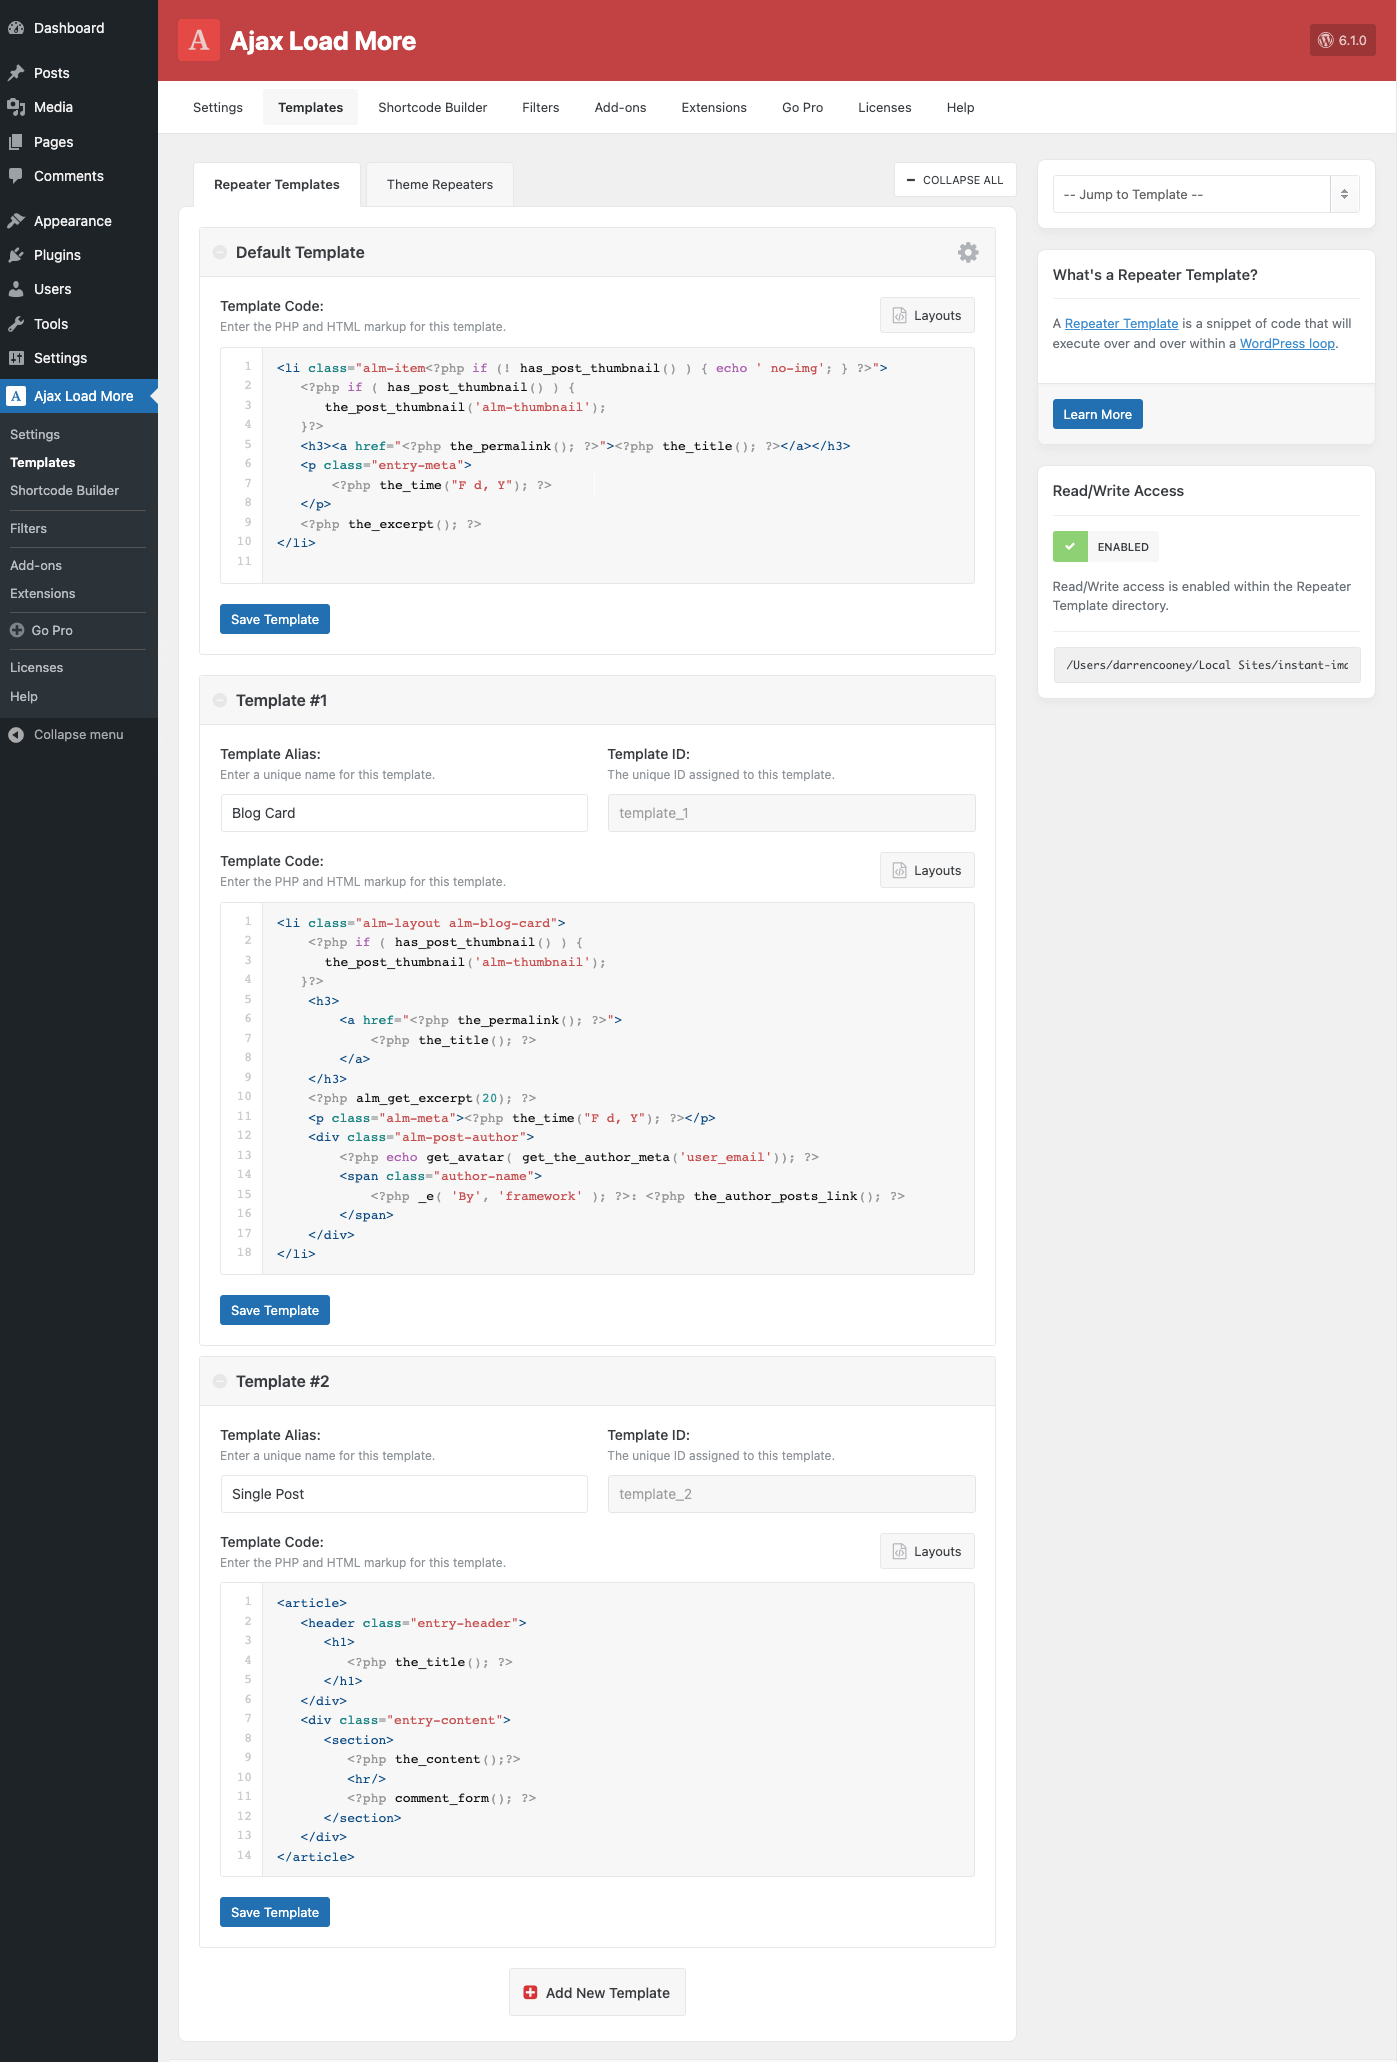 Dashboard
Posts
Media
Pages
Comments
Appearance
Plugins
Users
Tools
Settings
A Ajax Load More
Settings
Templates
Shortcode Builder
Filters
Add-ons
Extensions
Go Pro
Licenses
Help
Collapse menu
A Ajax Load More
6.1.0
Settings Templates Shortcode Builder Filters Add-ons Extensions Go Pro Licenses Help
Repeater Templates Theme Repeaters
COLLAPSE ALL
Default Template
Template Code:
Enter the PHP and HTML markup for this template.
Layouts
1 <li class="alm-item<?php if (! has_post_thumbnail() ) { echo ' no-img'; } ?>">
2    <?php if ( has_post_thumbnail() ) {
3       the_post_thumbnail('alm-thumbnail');
4    }?>
5    <h3><a href="<?php the_permalink(); ?>"><?php the_title(); ?></a></h3>
6    <p class="entry-meta">
7        <?php the_time("F d, Y"); ?>
8    </p>
9    <?php the_excerpt(); ?>
10 </li>
11
Save Template
Template #1
Template Alias:
Enter a unique name for this template.
Blog Card
Template ID:
The unique ID assigned to this template.
template_1
Template Code:
Enter the PHP and HTML markup for this template.
Layouts
1 <li class="alm-layout alm-blog-card">
2     <?php if ( has_post_thumbnail() ) {
3       the_post_thumbnail('alm-thumbnail');
4    }?>
5     <h3>
6         <a href="<?php the_permalink(); ?>">
7             <?php the_title(); ?>
8         </a>
9     </h3>
10     <?php alm_get_excerpt(20); ?>
11     <p class="alm-meta"><?php the_time("F d, Y"); ?></p>
12     <div class="alm-post-author">
13         <?php echo get_avatar( get_the_author_meta('user_email')); ?>
14         <span class="author-name">
15             <?php _e( 'By', 'framework' ); ?>: <?php the_author_posts_link(); ?>
16         </span>
17     </div>
18 </li>
Save Template
Template #2
Template Alias:
Enter a unique name for this template.
Single Post
Template ID:
The unique ID assigned to this template.
template_2
Template Code:
Enter the PHP and HTML markup for this template.
Layouts
1 <article>
2    <header class="entry-header">
3       <h1>
4          <?php the_title(); ?>
5       </h1>
6    </div>
7    <div class="entry-content">
8       <section>
9          <?php the_content();?>
10          <hr/>
11          <?php comment_form(); ?>
12       </section>
13    </div>
14 </article>
Save Template
Add New Template
-- Jump to Template --
What's a Repeater Template?
A Repeater Template is a snippet of code that will
execute over and over within a WordPress loop.
Learn More
Read/Write Access
ENABLED
Read/Write access is enabled within the Repeater
Template directory.
/Users/darrencooney/Local Sites/instant-ima